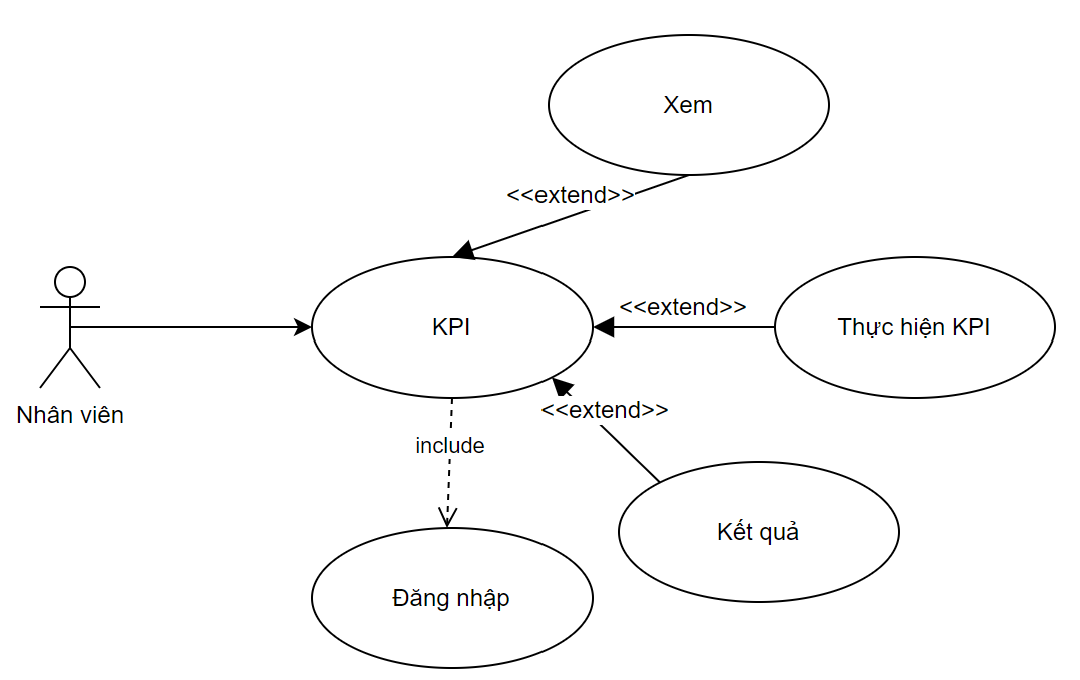 Xem
<<extend>>
<<extend>>
KPI
Thực hiện KPI
Nhân viên
<<extend>>
include
Kết quả
Đăng nhập